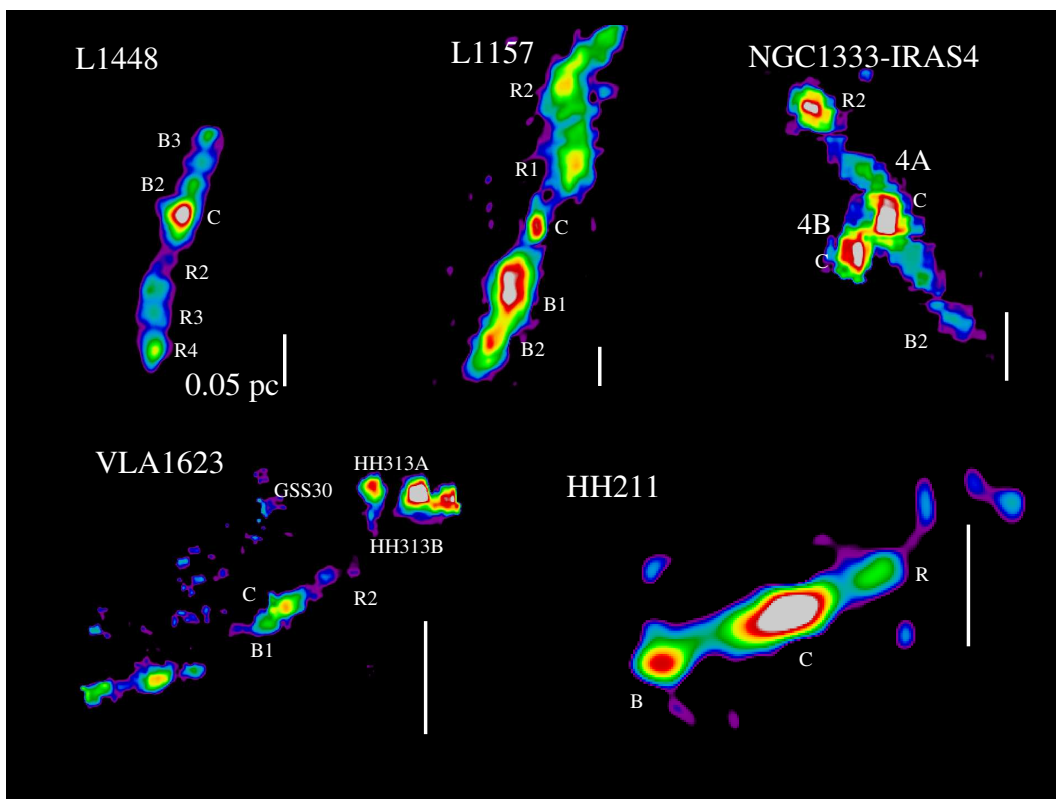 L1448
B3
B2
C
R2
R3
R4
0.05 pc
L1157
R2
R1
C
B1
B2
NGC1333-IRAS4
R2
4A
C
4B
C
B2
VLA1623
GSS30
HH313A
HH313B
C
R2
B1
HH211
R
C
B